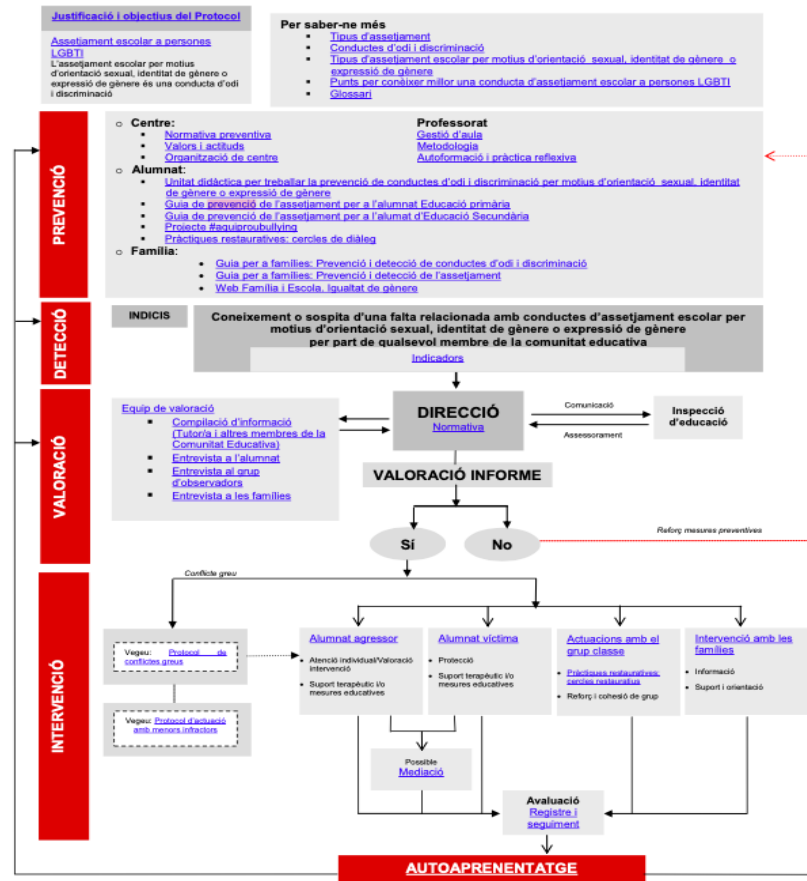 Justificació i objectius del Protocol
Assetjament escolar a persones
LGBTI
L'assetjament escolar per motius
d'orientació sexual, identitat de gènere o
expressió de gènere és una conducta d'odi
i discriminació
Per saber-ne més
▪ Tipus d'assetjament
▪ Conductes d'odi i discriminació
▪ Tipus d'assetjament escolar per motius d'orientació sexual, identitat de gènere o
expressió de gènere
▪ Punts per conèixer millor una conducta d'assetjament escolar a persones LGBTI
▪ Glossari
PREVENCIÓ
o Centre:
▪ Normativa preventiva
▪ Valors i actituds
▪ Organització de centre
Professorat
Gestió d'aula
Metodologia
Autoformació i pràctica reflexiva
o Alumnat:
▪ Unitat didàctica per treballar la prevenció de conductes d'odi i discriminació per motius d'orientació sexual, identitat
de gènere o expressió de gènere
▪ Guia de prevenció de l'assetjament per a l'alumnat Educació primària
▪ Guia de prevenció de l'assetjament per a l'alumat d'Educació Secundària
▪ Projecte #aquiproubullying
▪ Pràctiques restauratives: cercles de diàleg
o Família:
• Guia per a famílies: Prevenció i detecció de conductes d'odi i discriminació
• Guia per a famílies: Prevenció i detecció de l'assetjament
• Web Família i Escola. Igualtat de gènere
DETECCIÓ
INDICIS
Coneixement o sospita d'una falta relacionada amb conductes d'assetjament escolar per
motius d'orientació sexual, identitat de gènere o expressió de gènere
per part de qualsevol membre de la comunitat educativa
Indicadors
VALORACIÓ
Equip de valoració
▪ Compilació d'informació
(Tutor/a i altres membres de la
Comunitat Educativa)
▪ Entrevista a l'alumnat
▪ Entrevista al grup
d'observadors
▪ Entrevista a les famílies
DIRECCIÓ
Normativa
Comunicació
Assessorament
Inspecció
d'educació
VALORACIÓ INFORME
Sí
No
Reforç mesures preventives
INTERVENCIÓ
Conflicte greu
Vegeu: Protocol de
conflictes greus
Vegeu: Protocol d'actuació
amb menors infractors
Alumnat agressor
• Atenció individual/Valoració
intervenció
• Suport terapèutic i/o
mesures educatives
Alumnat víctima
• Protecció
• Suport terapèutic i/o
mesures educatives
Actuacions amb el
grup classe
• Pràctiques restauratives:
cercles restauratius
• Reforç i cohesió de grup
Intervenció amb les
famílies
• Informació
• Suport i orientació
Possible
Mediació
Avaluació
Registre i
seguiment
AUTOAPRENENTATGE